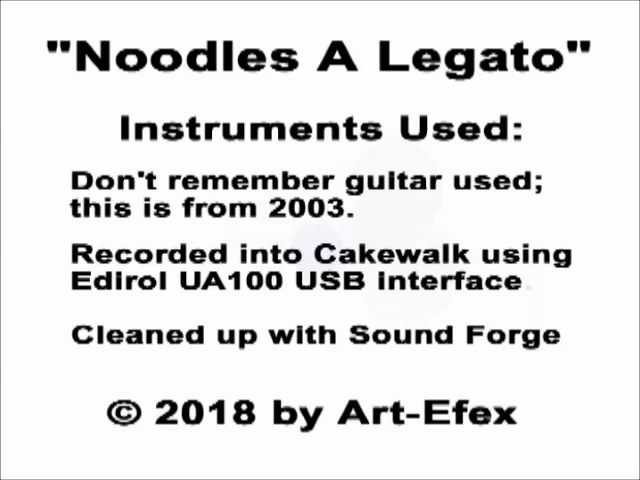 "Noodles A Legato"
Instruments Used:
Don't remember guitar used;
this is from 2003.
Recorded into Cakewalk using
Edirol UA100 USB interface
Cleaned up with Sound Forge
© 2018 by Art-Efex